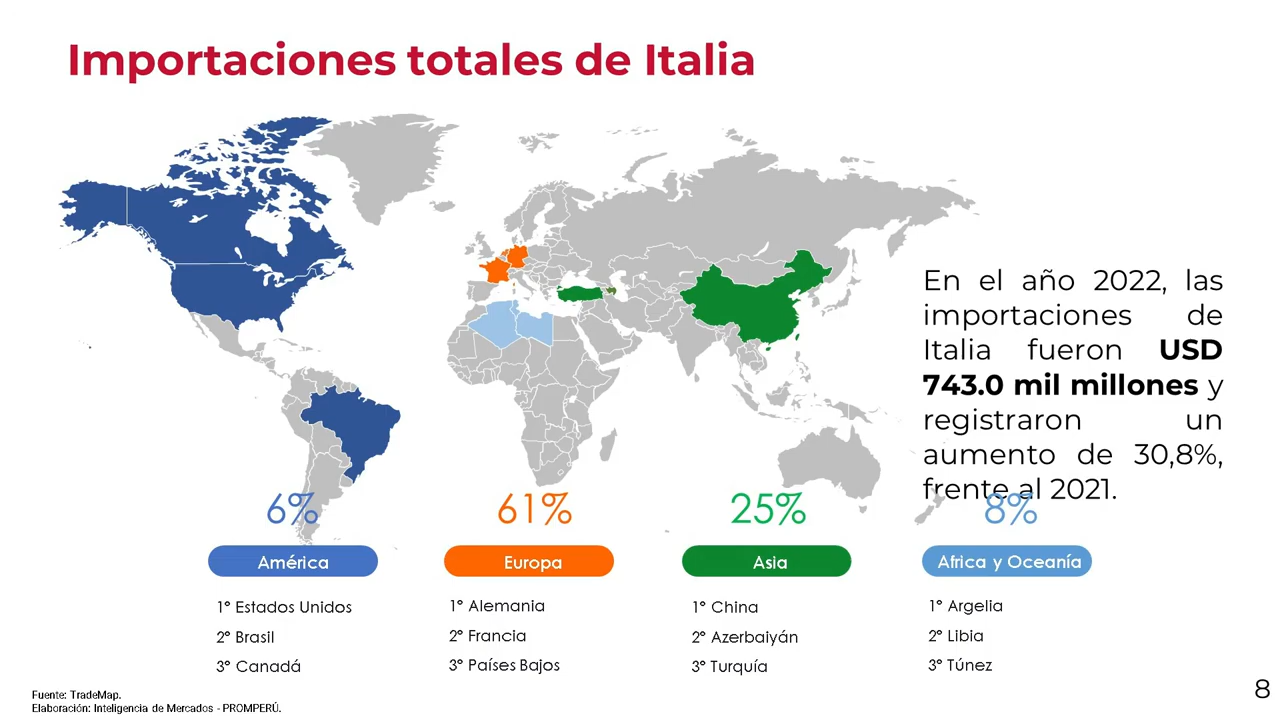 Importaciones totales de Italia
En el año 2022, las
importaciones de
Italia fueron USD
743.0 mil millones y
registraron un
aumento de 30,8%,
frente al 2021.
6%
América
1° Estados Unidos
2° Brasil
3° Canadá
61%
Europa
1° Alemania
2° Francia
3° Países Bajos
25%
Asia
1° China
2° Azerbaiyán
3° Turquía
8%
Africa y Oceanía
1° Argelia
2° Libia
3° Túnez
Fuente: TradeMap.
Elaboración: Inteligencia de Mercados - PROMPERÚ.
8